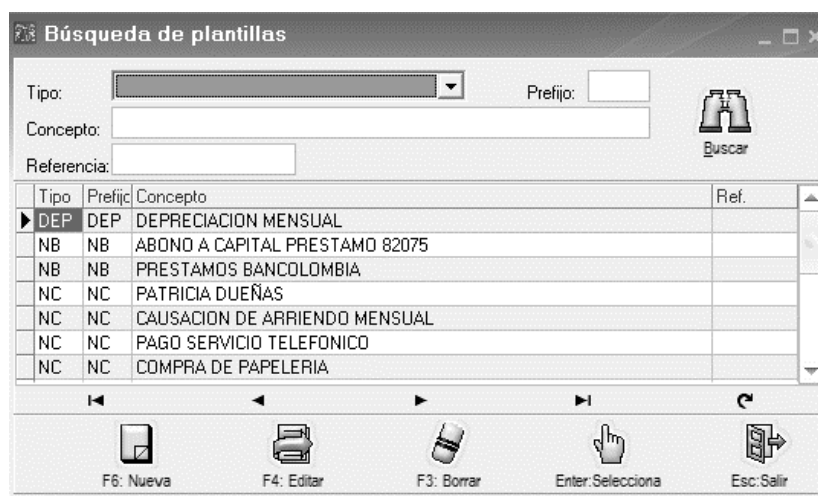 Búsqueda de plantillas
Tipo: Prefijo:
Concepto:
Referencia:
Buscar
Tipo Prefijo Concepto Ref.
DEP DEP DEPRECIACION MENSUAL
NB NB ABONO A CAPITAL PRESTAMO 82075
NB NB PRESTAMOS BANCOLOMBIA
NC NC PATRICIA DUEÑAS
NC NC CAUSACION DE ARRIENDO MENSUAL
NC NC PAGO SERVICIO TELEFONICO
NC NC COMPRA DE PAPELERIA
F6: Nueva F4: Editar F3: Borrar Enter:Selecciona Esc:Salir